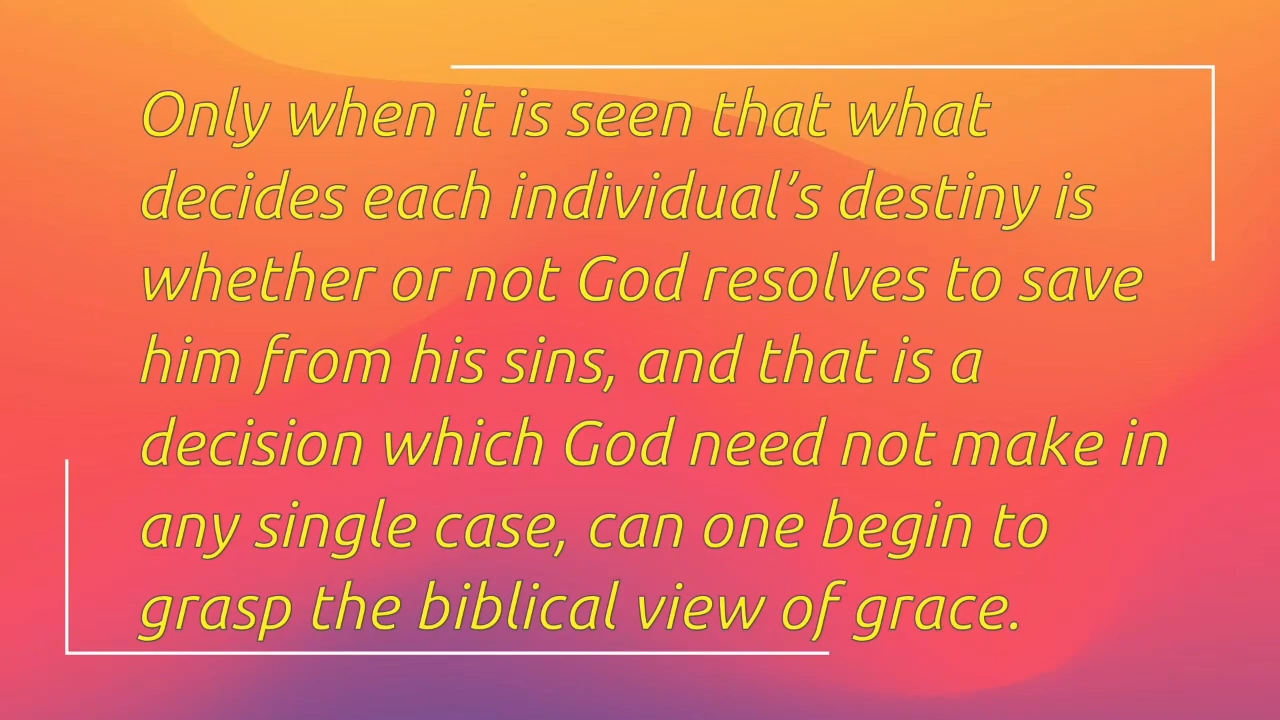 Only when it is seen that what
decides each individual’s destiny is
whether or not God resolves to save
him from his sins, and that is a
decision which God need not make in
any single case, can one begin to
grasp the biblical view of grace.